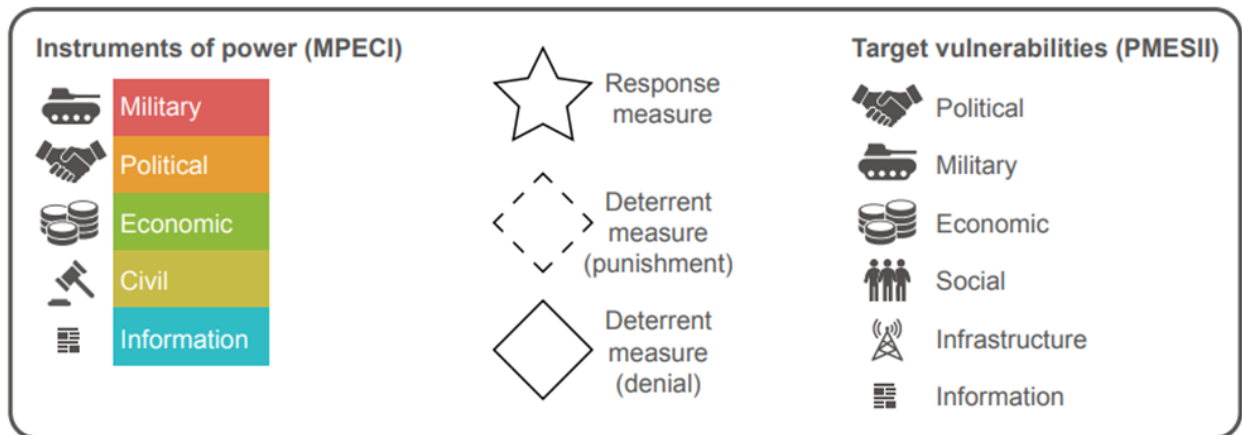 Instruments of power (MPECI)
Military
Political
Economic
Civil
Information
Response
measure
Deterrent
measure
(punishment)
Deterrent
measure
(denial)
Target vulnerabilities (PMESII)
Political
Military
Economic
Social
Infrastructure
Information